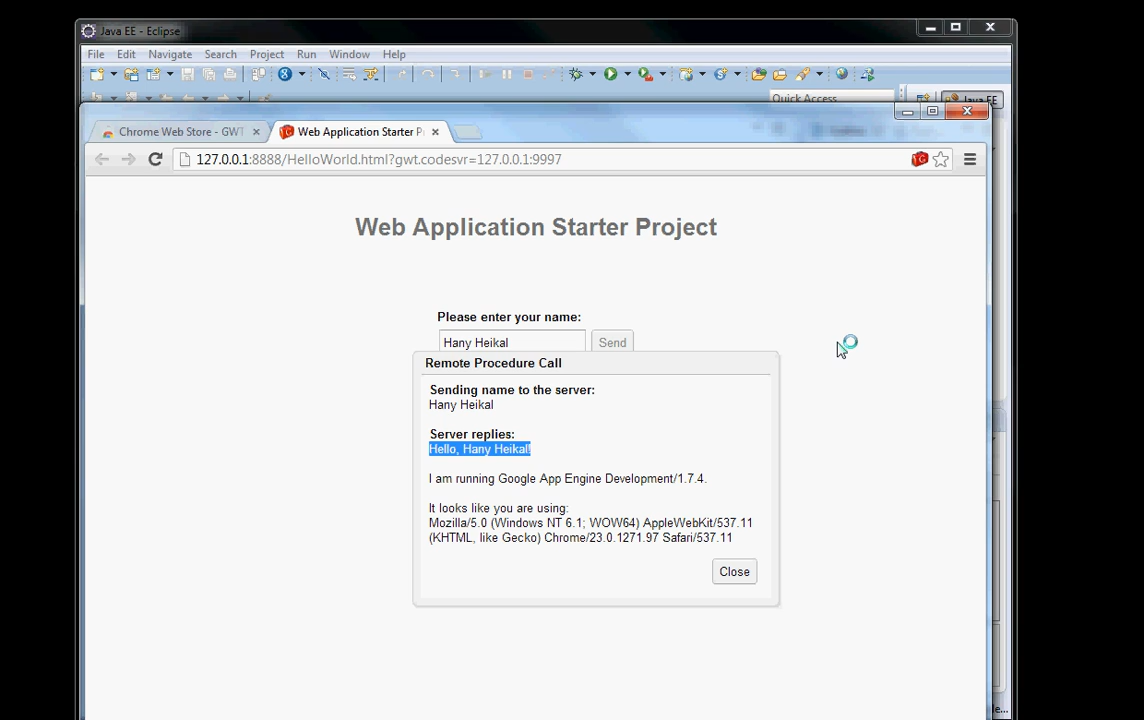 Java EE - Eclipse
File Edit Navigate Search Project Run Window Help
Quick Access
Java EE
Chrome Web Store - GWT
Web Application Starter P
127.0.0.1:8888/HelloWorld.html?gwt.codesvr=127.0.0.1:9997
Web Application Starter Project
Please enter your name:
Hany Heikal Send
Remote Procedure Call
Sending name to the server:
Hany Heikal
Server replies:
Hello, Hany Heikal!
I am running Google App Engine Development/1.7.4.
It looks like you are using:
Mozilla/5.0 (Windows NT 6.1; WOW64) AppleWebKit/537.11
(KHTML, like Gecko) Chrome/23.0.1271.97 Safari/537.11
Close